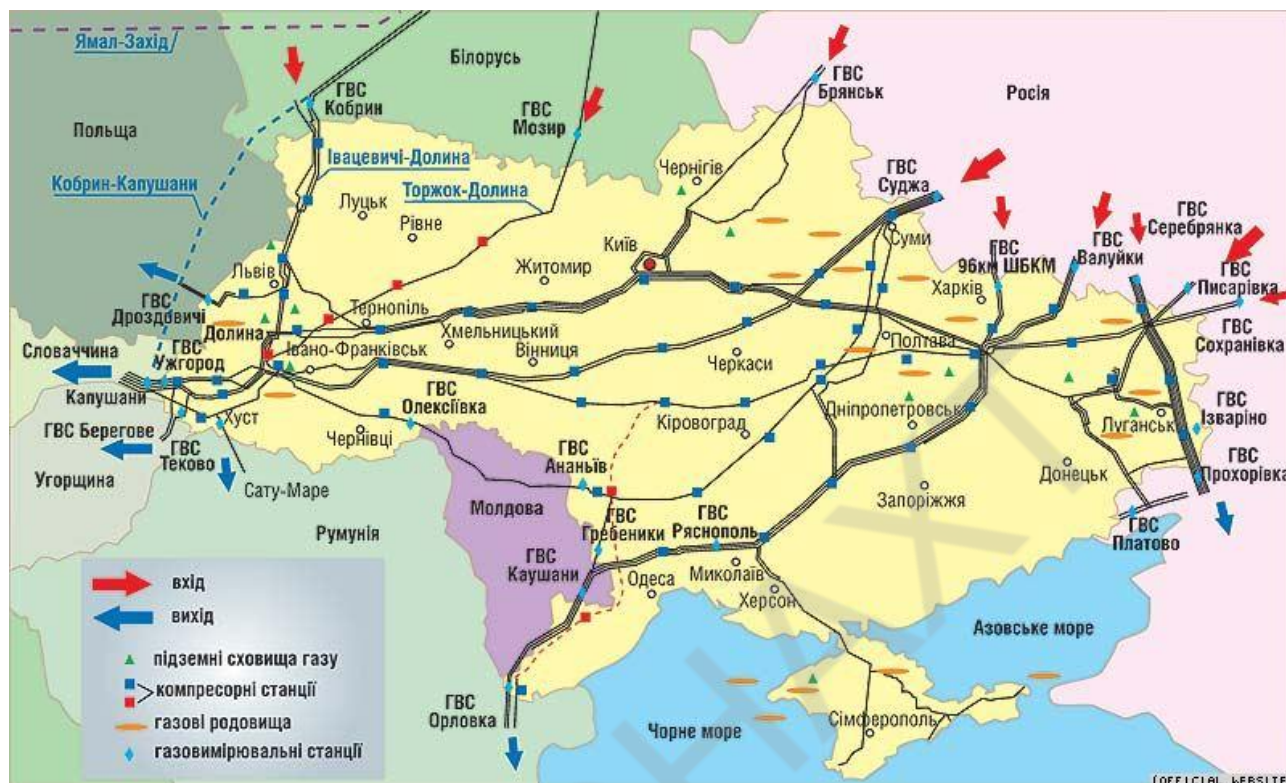 Ямал-Захід
Білорусь
Росія
Польща
ГВС
Кобрин
ГВС
Мозир
ГВС
Брянськ
Івацевичі-Долина
Кобрин-Капушани
Торжок-Долина
Чернігів
ГВС
Суджа
Луцьк
Рівне
Київ
Суми
ГВС
96км ШБКМ
ГВС
Валуйки
ГВС
Серебрянка
ГВС
Писарівка
Львів
Житомир
Харків
ГВС
Дроздовичі
Тернопіль
Долина
Хмельницький
Вінниця
Черкаси
Полтава
ГВС
Сохранівка
Словаччина
ГВС
Ужгород
Івано-Франківськ
Капушани
Хуст
ГВС
Олексіївка
Кіровоград
Дніпропетровськ
Луганськ
ГВС
Ізваріно
ГВС Берегове
ГВС
Теково
Чернівці
ГВС
Ананьїв
Донецьк
ГВС
Прохорівка
Угорщина
Сату-Маре
Молдова
Запоріжжя
Румунія
ГВС
Гребеники
ГВС
Ряснополь
ГВС
Платово
ГВС
Каушани
Одеса
Миколаїв
Херсон
Азовське море
вхід
вихід
підземні сховища газу
компресорні станції
газові родовища
газовимірювальні станції
ГВС
Орловка
Чорне море
Сімферополь
НАХТ
(OFFICIAL WEBSITE